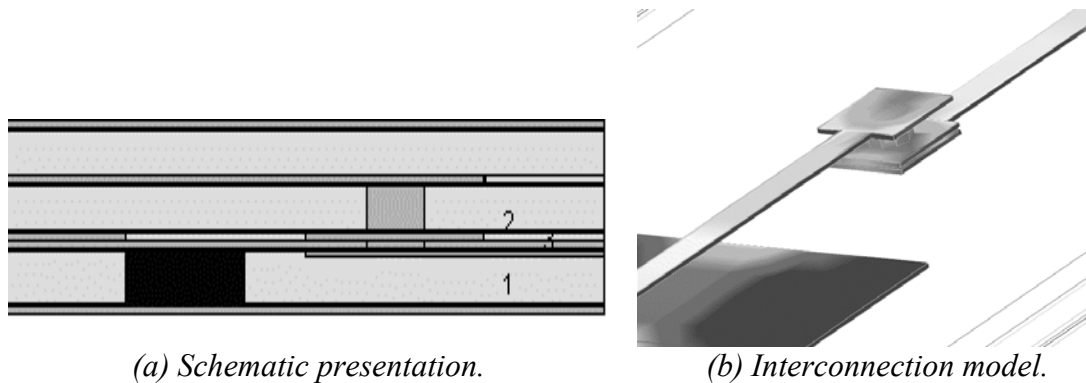 2
3
1
(a) Schematic presentation.
(b) Interconnection model.